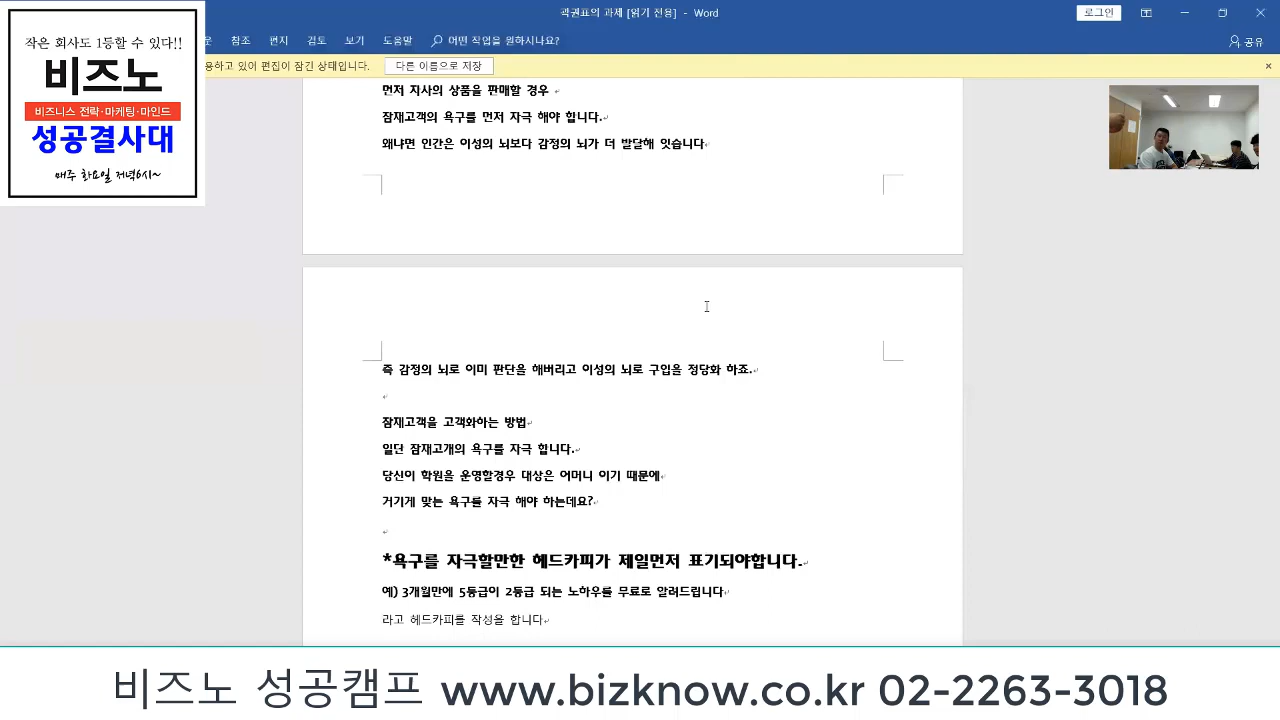 곽권표의 과제 [읽기 전용] - Word
로그인
작은 회사도 1등할 수 있다!!
비즈노
비즈니스 전략·마케팅·마인드
성공결사대
매주 화요일 저녁6시~
참조 편지 검토 보기 도움말 어떤 작업을 원하시나요?
공유
용하고 있어 편집이 잠긴 상태입니다. 다른 이름으로 저장
먼저 지사의 상품을 판매할 경우
잠재고객의 욕구를 먼저 자극 해야 합니다.
왜냐면 인간은 이성의 뇌보다 감정의 뇌가 더 발달해 잇습니다
즉 감정의 뇌로 이미 판단을 해버리고 이성의 뇌로 구입을 정당화 하죠.
잠재고객을 고객화하는 방법
일단 잠재고개의 욕구를 자극 합니다.
당신이 학원을 운영할경우 대상은 어머니 이기 때문에
거기게 맞는 욕구를 자극 해야 하는데요?
*욕구를 자극할만한 헤드카피가 제일먼저 표기되야합니다.
예) 3개월만에 5등급이 2등급 되는 노하우를 무료로 알려드립니다
라고 헤드카피를 작성을 합니다
비즈노 성공캠프 www.bizknow.co.kr 02-2263-3018